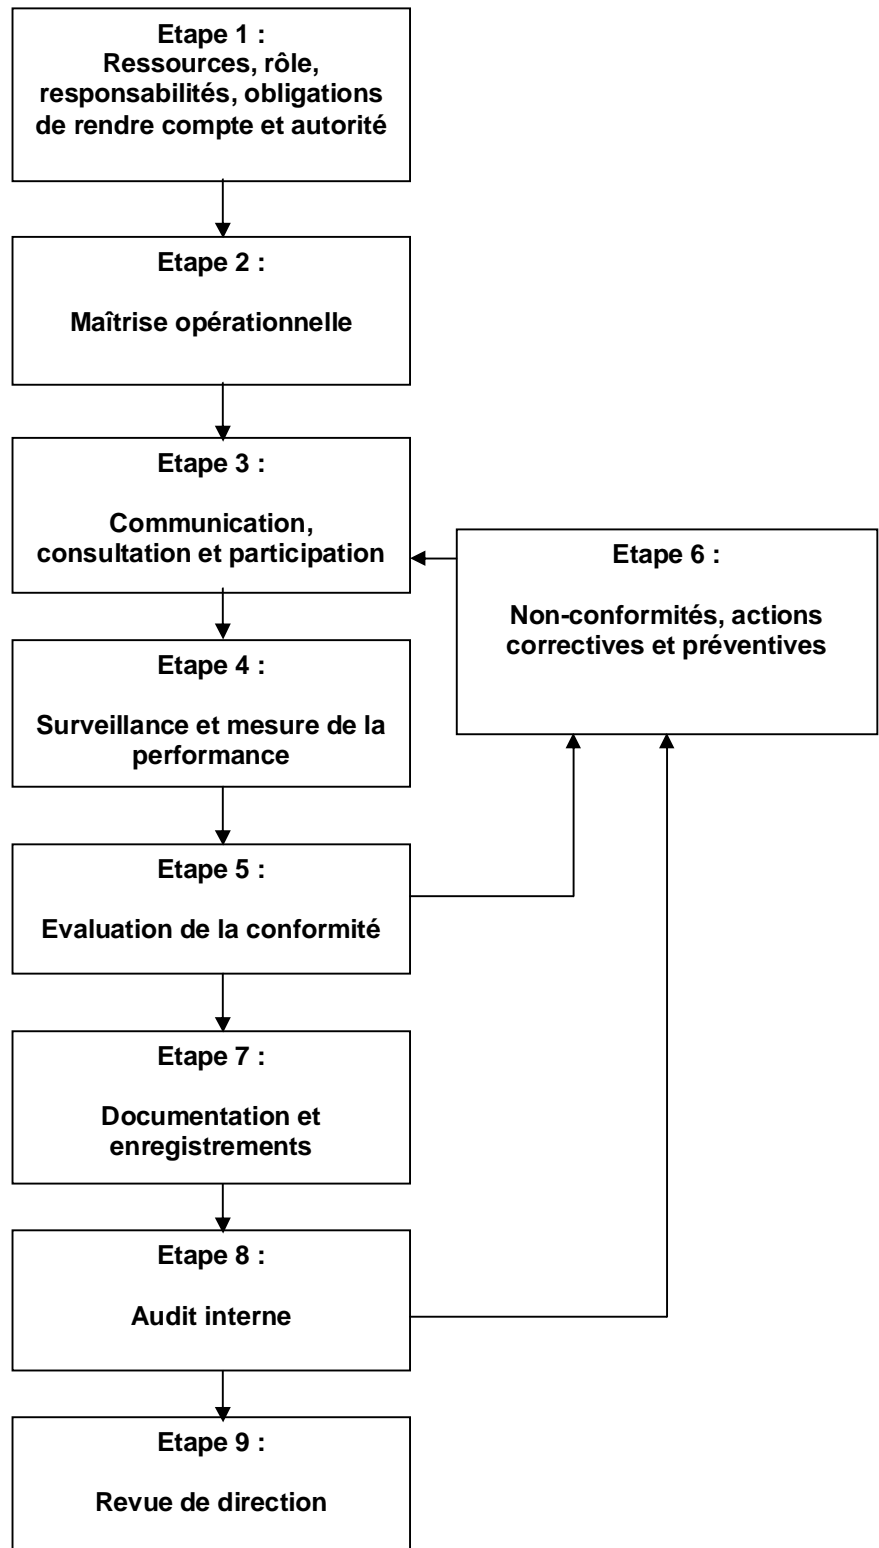 Etape 1 :
Ressources, rôle,
responsabilités, obligations
de rendre compte et autorité
Etape 2 :
Maîtrise opérationnelle
Etape 3 :
Communication,
consultation et participation
Etape 6 :
Non-conformités, actions
correctives et préventives
Etape 4 :
Surveillance et mesure de la
performance
Etape 5 :
Evaluation de la conformité
Etape 7 :
Documentation et
enregistrements
Etape 8 :
Audit interne
Etape 9 :
Revue de direction